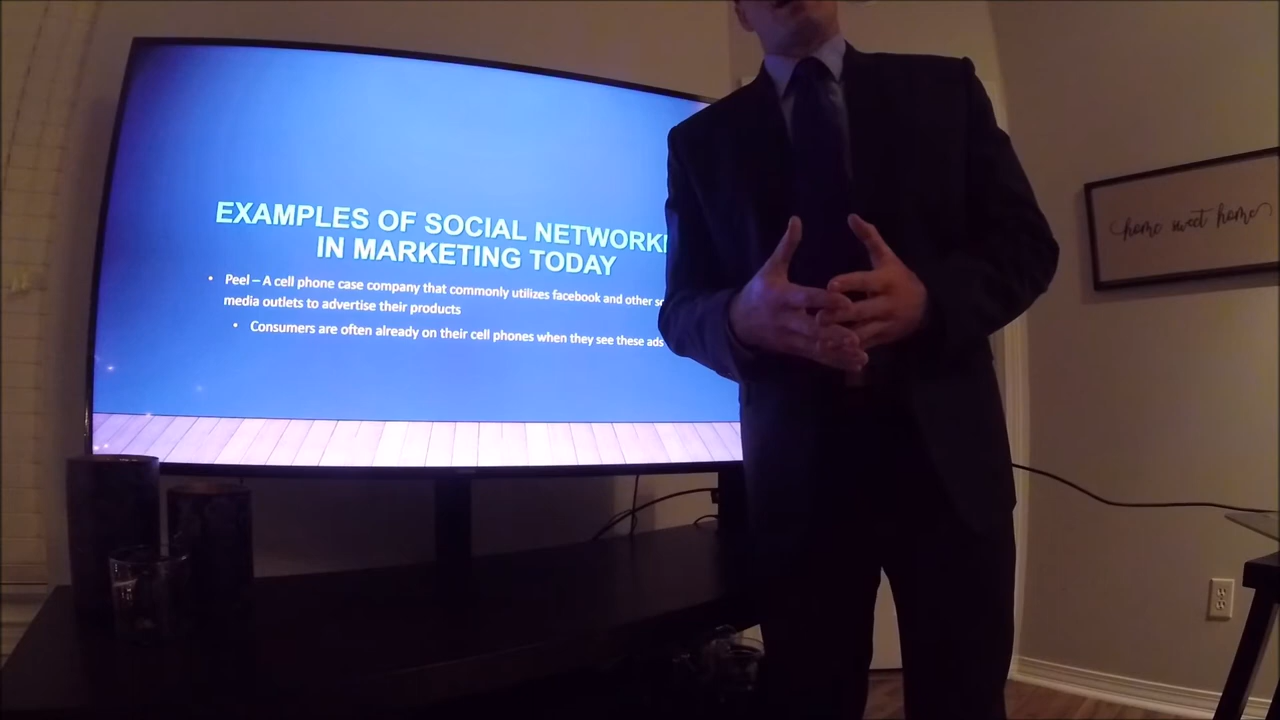 EXAMPLES OF SOCIAL
IN MARKETING TODAY
• Peel – A cell phone case company that commonly utilizes facebook and other
media outlets to advertise their products
• Consumers are often already on their cell phones when they see these ads
home sweet home